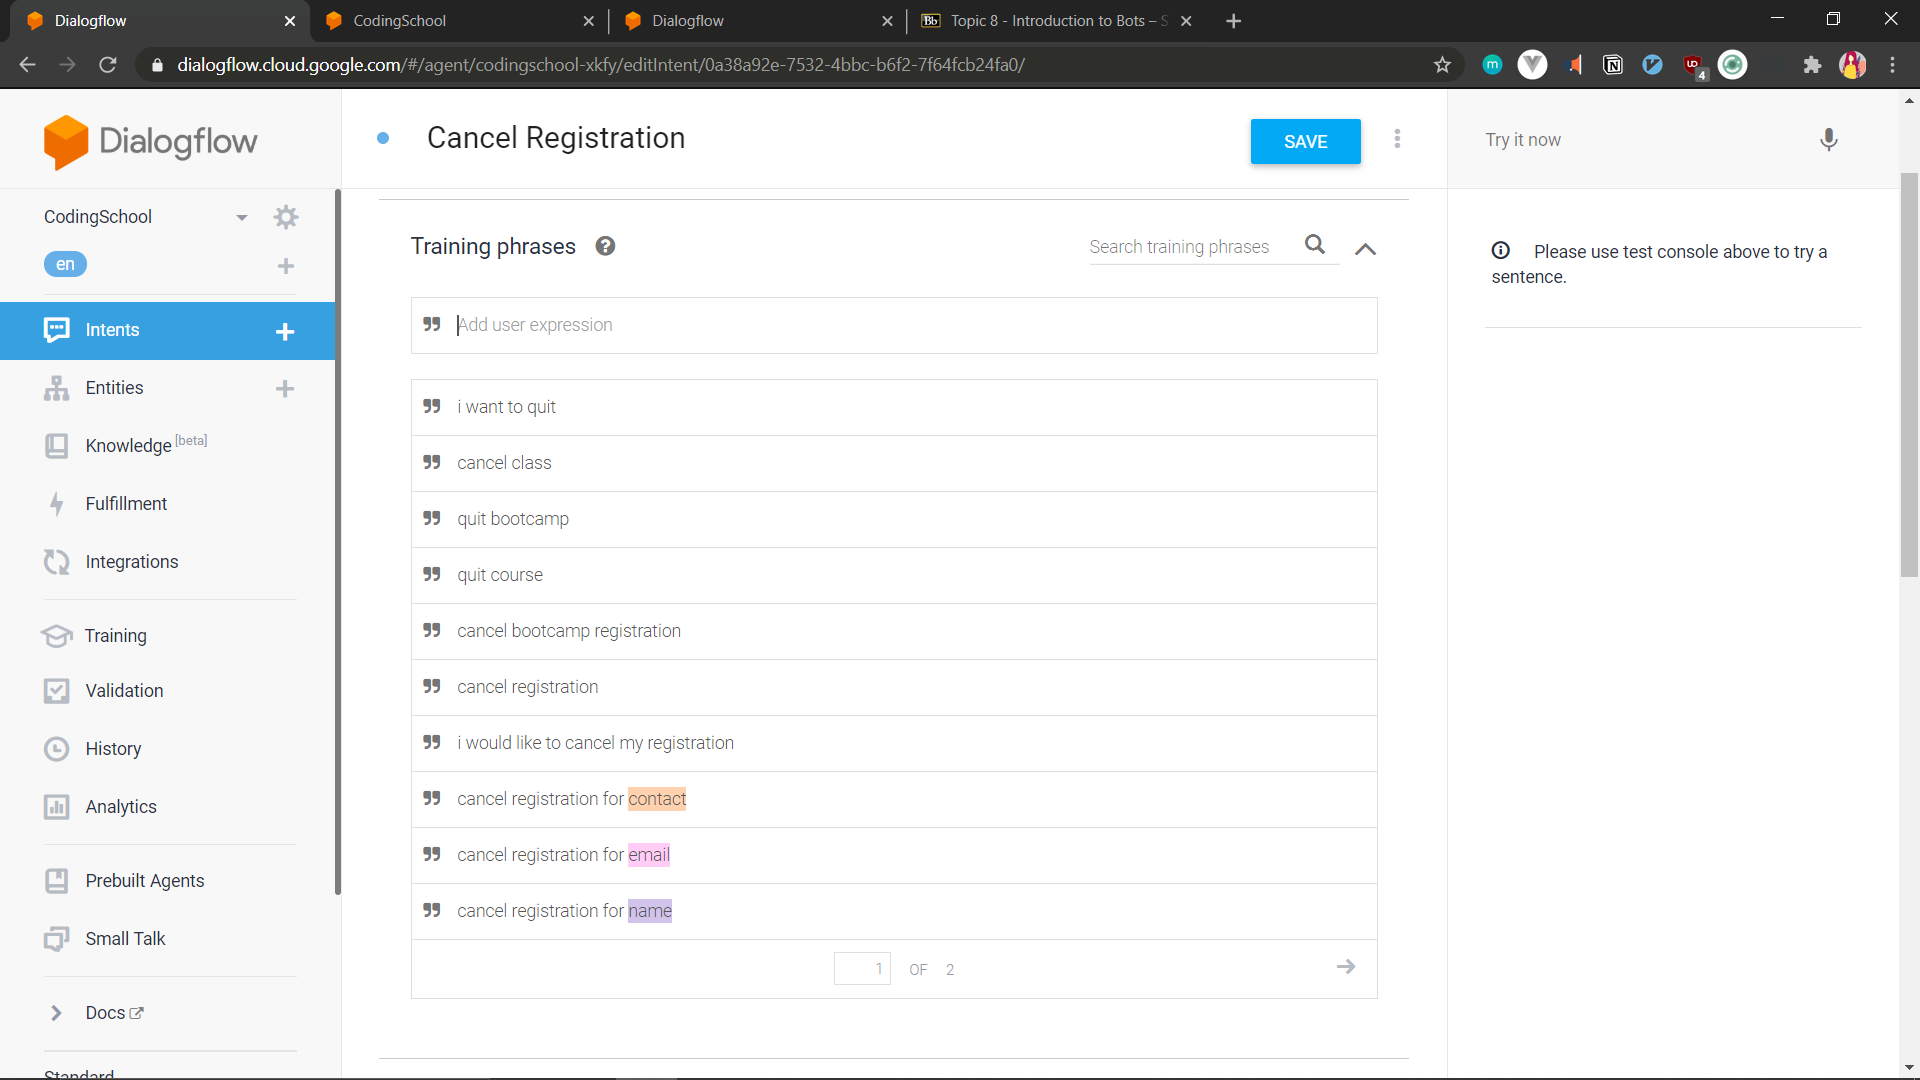 Dialogflow
CodingSchool
Dialogflow
Bb Topic 8 - Introduction to Bots – S
dialogflow.cloud.google.com/#/agent/codingschool-xkfy/editIntent/0a38a92e-7532-4bbc-b6f2-7f64fcb24fa0/
4
Dialogflow
Cancel Registration
SAVE
Try it now
CodingSchool
en
Intents
Entities
Knowledge [beta]
Fulfillment
Integrations
Training
Validation
History
Analytics
Prebuilt Agents
Small Talk
Docs
Standard
Training phrases
Search training phrases
Add user expression
i want to quit
cancel class
quit bootcamp
quit course
cancel bootcamp registration
cancel registration
i would like to cancel my registration
cancel registration for contact
cancel registration for email
cancel registration for name
1 OF 2
Please use test console above to try a
sentence.